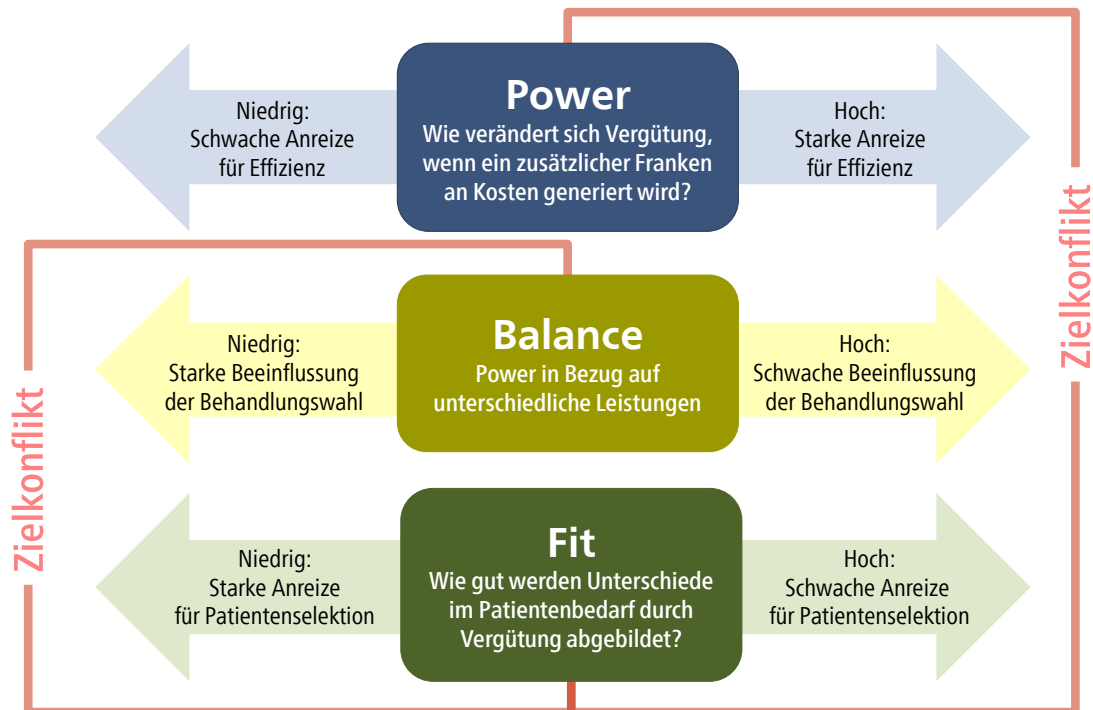 Power
Wie verändert sich Vergütung,
wenn ein zusätzlicher Franken
an Kosten generiert wird?
Niedrig:
Schwache Anreize
für Effizienz
Hoch:
Starke Anreize
für Effizienz
Balance
Power in Bezug auf
unterschiedliche Leistungen
Niedrig:
Starke Beeinflussung
der Behandlungswahl
Hoch:
Schwache Beeinflussung
der Behandlungswahl
Fit
Wie gut werden Unterschiede
im Patientenbedarf durch
Vergütung abgebildet?
Niedrig:
Starke Anreize
für Patientenselektion
Hoch:
Schwache Anreize
für Patientenselektion
Zielkonflikt
Zielkonflikt